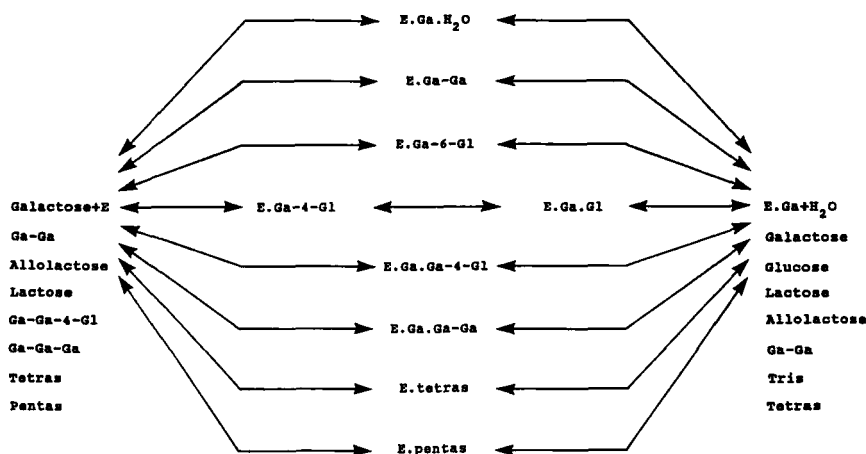 E.Ga.H₂O
E.Ga-Ga
E.Ga-6-Gl
Galactose+E
E.Ga-4-Gl
E.Ga.Gl
E.Ga+H₂O
Ga-Ga
Allolactose
Lactose
Ga-Ga-4-Gl
Ga-Ga-Ga
Tetras
Pentas
E.Ga.Ga-4-Gl
E.Ga.Ga-Ga
E.tetras
E.pentas
Galactose
Glucose
Lactose
Allolactose
Ga-Ga
Tris
Tetras